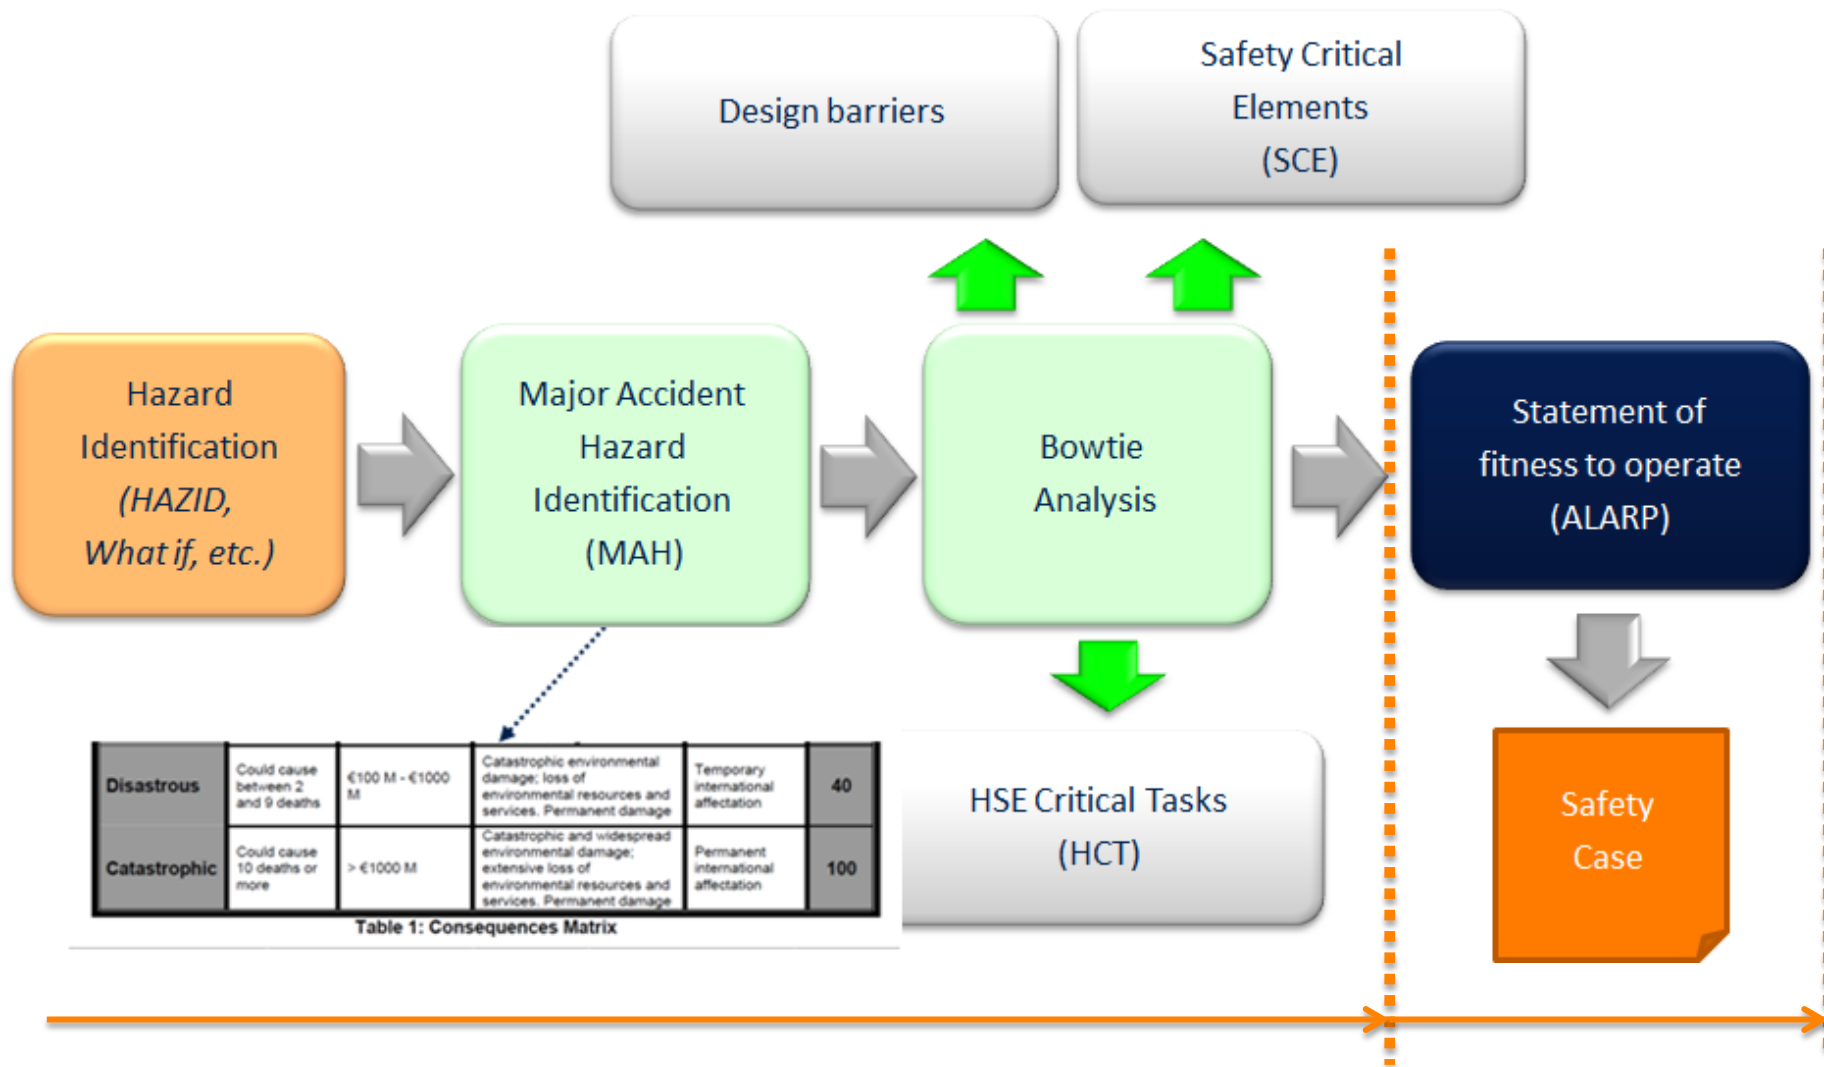 Design barriers
Safety Critical
Elements
(SCE)
Hazard
Identification
(HAZID,
What if, etc.)
Major Accident
Hazard
Identification
(MAH)
Bowtie
Analysis
Statement of
fitness to operate
(ALARP)
Disastrous
Could cause
between 2
and 9 deaths
€100 M - €1000
M
Catastrophic environmental
damage; loss of
environmental resources and
services. Permanent damage
Temporary
international
affectation
40
Catastrophic
Could cause
10 deaths or
more
> €1000 M
Catastrophic and widespread
environmental damage;
extensive loss of
environmental resources and
services. Permanent damage
Permanent
international
affectation
100
Table 1: Consequences Matrix
HSE Critical Tasks
(HCT)
Safety
Case